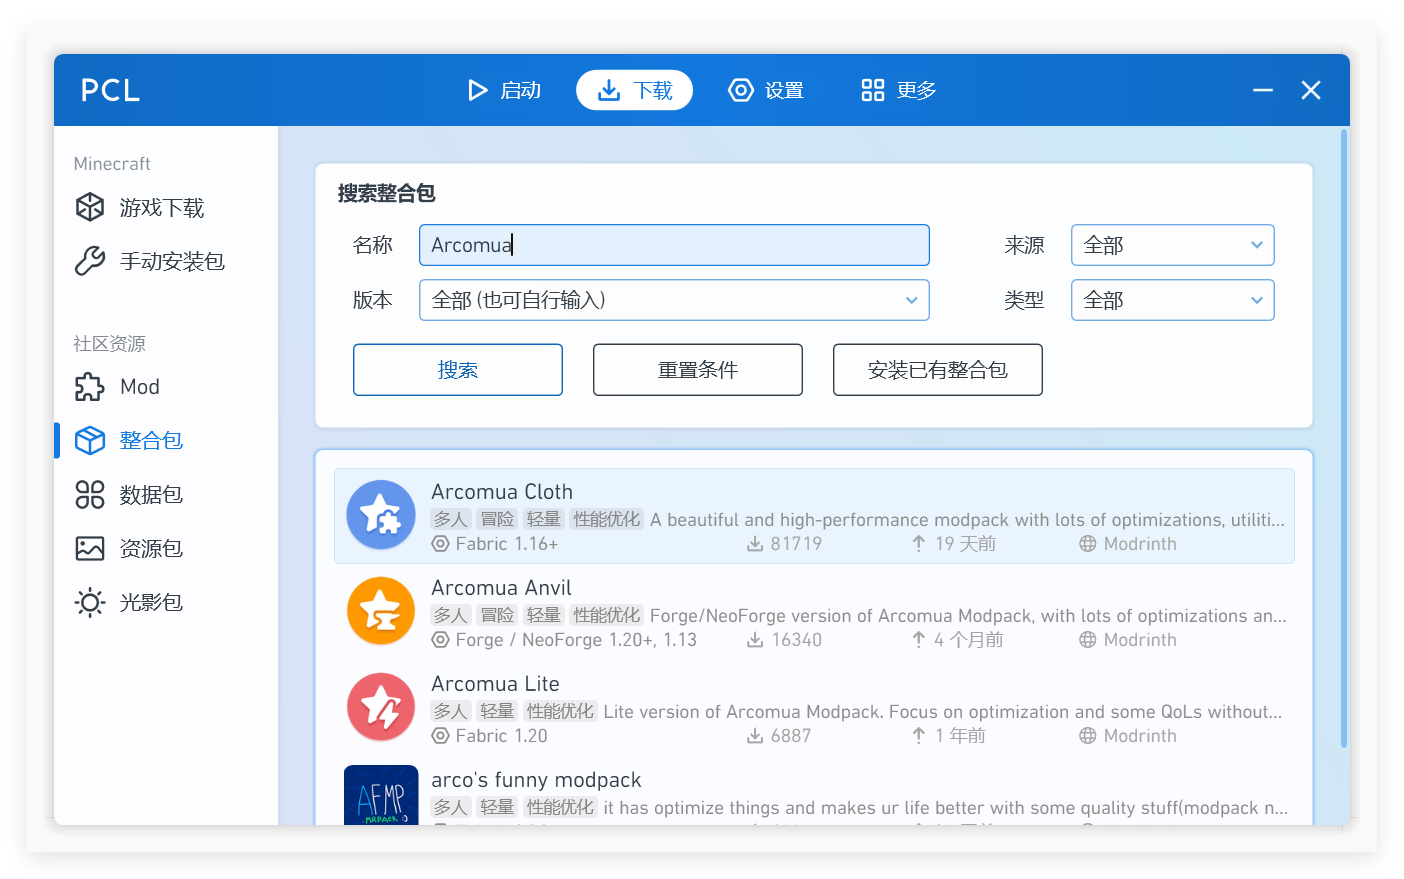 PCL
启动
下载
设置
更多
Minecraft
游戏下载
手动安装包
社区资源
Mod
整合包
数据包
资源包
光影包
搜索整合包
名称 Arcomua 来源 全部
版本 全部 (也可自行输入) 类型 全部
搜索 重置条件 安装已有整合包
Arcomua Cloth
多人 冒险 轻量 性能优化 A beautiful and high-performance modpack with lots of optimizations, utiliti...
Fabric 1.16+ 81719 19 天前 Modrinth
Arcomua Anvil
多人 冒险 轻量 性能优化 Forge/NeoForge version of Arcomua Modpack, with lots of optimizations an...
Forge / NeoForge 1.20+, 1.13 16340 4 个月前 Modrinth
Arcomua Lite
多人 轻量 性能优化 Lite version of Arcomua Modpack. Focus on optimization and some QoLs without...
Fabric 1.20 6887 1 年前 Modrinth
AFMP
arco's funny modpack
多人 轻量 性能优化 it has optimize things and makes ur life better with some quality stuff(modpack n...